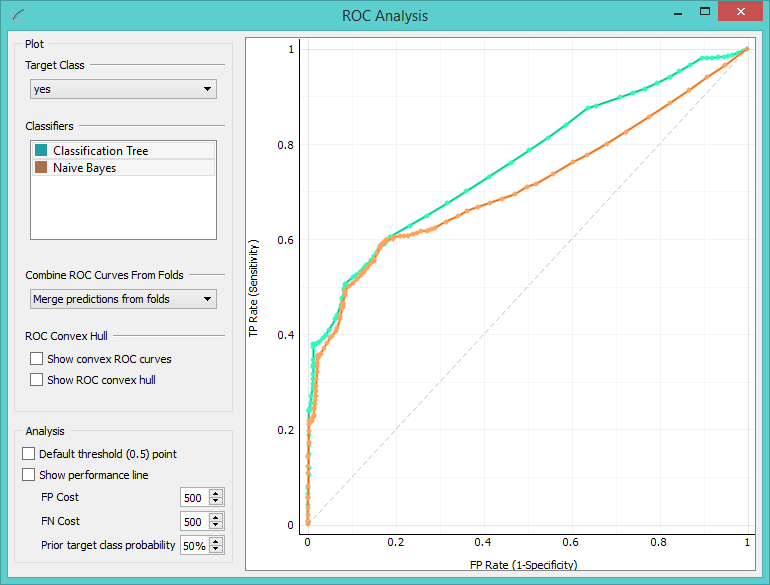 ROC Analysis
Plot
Target Class
yes
Classifiers
Classification Tree
Naive Bayes
Combine ROC Curves From Folds
Merge predictions from folds
ROC Convex Hull
Show convex ROC curves
Show ROC convex hull
Analysis
Default threshold (0.5) point
Show performance line
FP Cost 500
FN Cost 500
Prior target class probability 50%
TP Rate (Sensitivity)
1
0.8
0.6
0.4
0.2
0
0 0.2 0.4 0.6 0.8 1
FP Rate (1-Specificity)